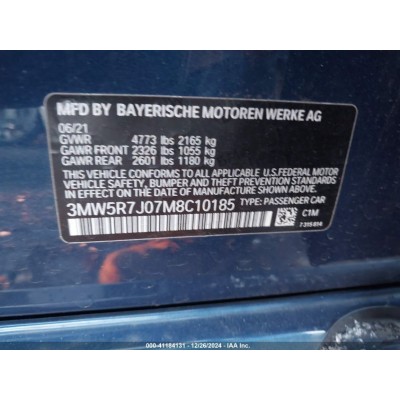 MFD BY BAYERISCHE MOTOREN WERKE AG
06/21
GVWR 4773 lbs 2165 kg
GAWR FRONT 2326 lbs 1055 kg
GAWR REAR 2601 lbs 1180 kg
THIS VEHICLE CONFORMS TO ALL APPLICABLE U.S.FEDERAL MOTOR
VEHICLE SAFETY, BUMPER, AND THEFT PREVENTION STANDARDS
IN EFFECT ON THE DATE OF MANUFACTURE SHOWN ABOVE.
3MW5R7J07M8C10185 TYPE: PASSENGER CAR
C1M
7 315 814
000-41184131 - 12/26/2024 - IAA Inc.